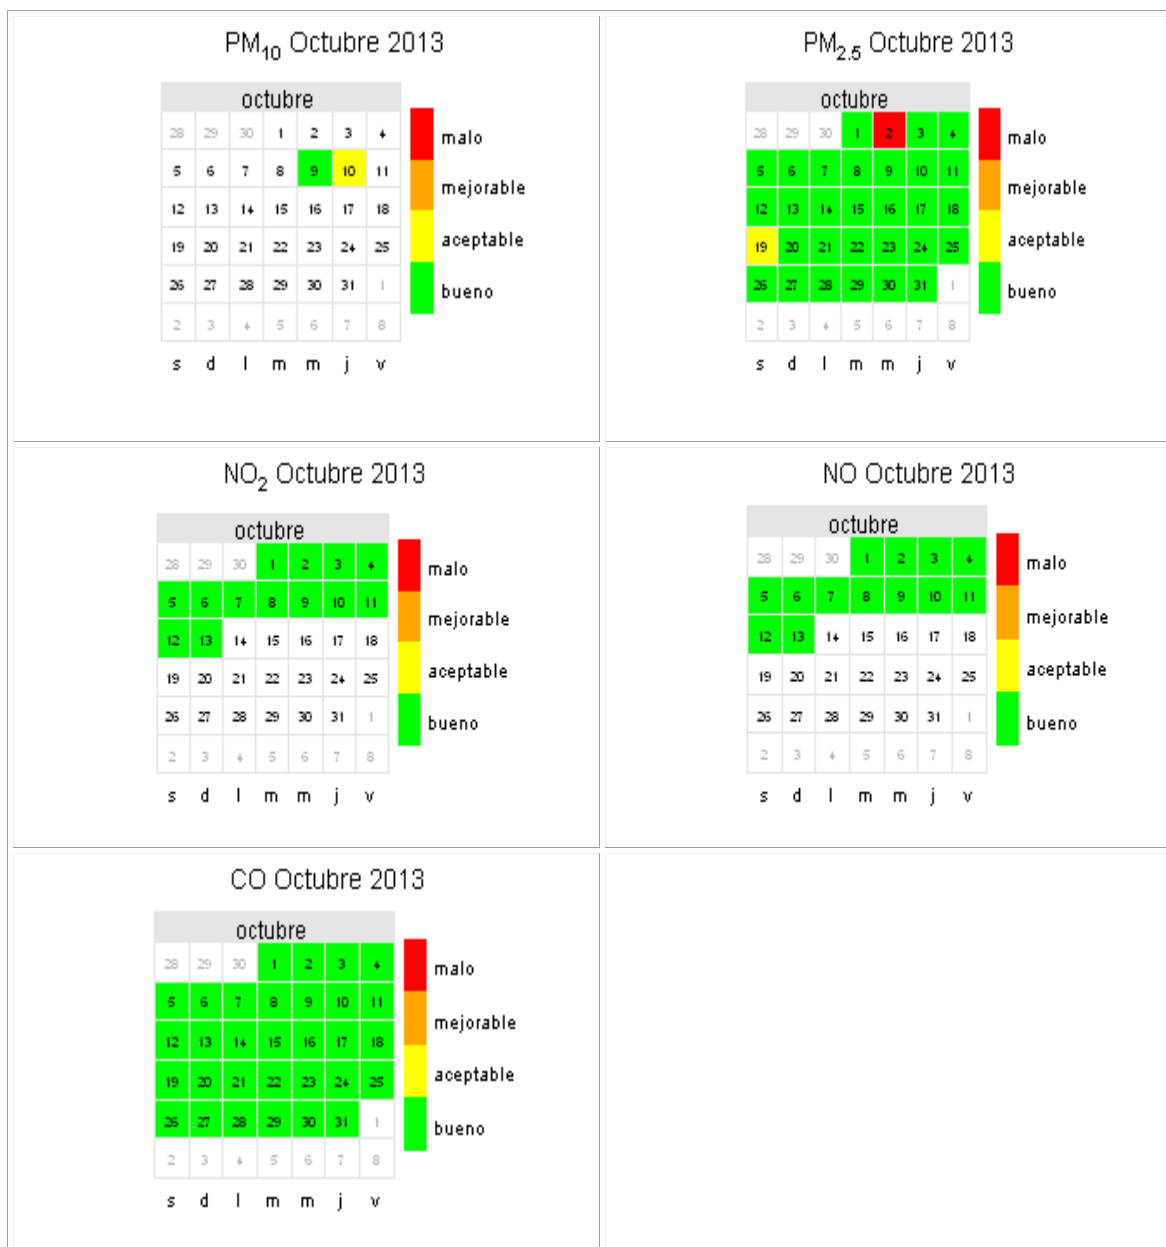 PM10 Octubre 2013
octubre
28 29 30 1 2 3 4
5 6 7 8 9 10 11
12 13 14 15 16 17 18
19 20 21 22 23 24 25
26 27 28 29 30 31 1
2 3 4 5 6 7 8
s d l m m j v
malo
mejorable
aceptable
bueno
PM2.5 Octubre 2013
octubre
28 29 30 1 2 3 4
5 6 7 8 9 10 11
12 13 14 15 16 17 18
19 20 21 22 23 24 25
26 27 28 29 30 31 1
2 3 4 5 6 7 8
s d l m m j v
malo
mejorable
aceptable
bueno
NO2 Octubre 2013
octubre
28 29 30 1 2 3 4
5 6 7 8 9 10 11
12 13 14 15 16 17 18
19 20 21 22 23 24 25
26 27 28 29 30 31 1
2 3 4 5 6 7 8
s d l m m j v
malo
mejorable
aceptable
bueno
NO Octubre 2013
octubre
28 29 30 1 2 3 4
5 6 7 8 9 10 11
12 13 14 15 16 17 18
19 20 21 22 23 24 25
26 27 28 29 30 31 1
2 3 4 5 6 7 8
s d l m m j v
malo
mejorable
aceptable
bueno
CO Octubre 2013
octubre
28 29 30 1 2 3 4
5 6 7 8 9 10 11
12 13 14 15 16 17 18
19 20 21 22 23 24 25
26 27 28 29 30 31 1
2 3 4 5 6 7 8
s d l m m j v
malo
mejorable
aceptable
bueno